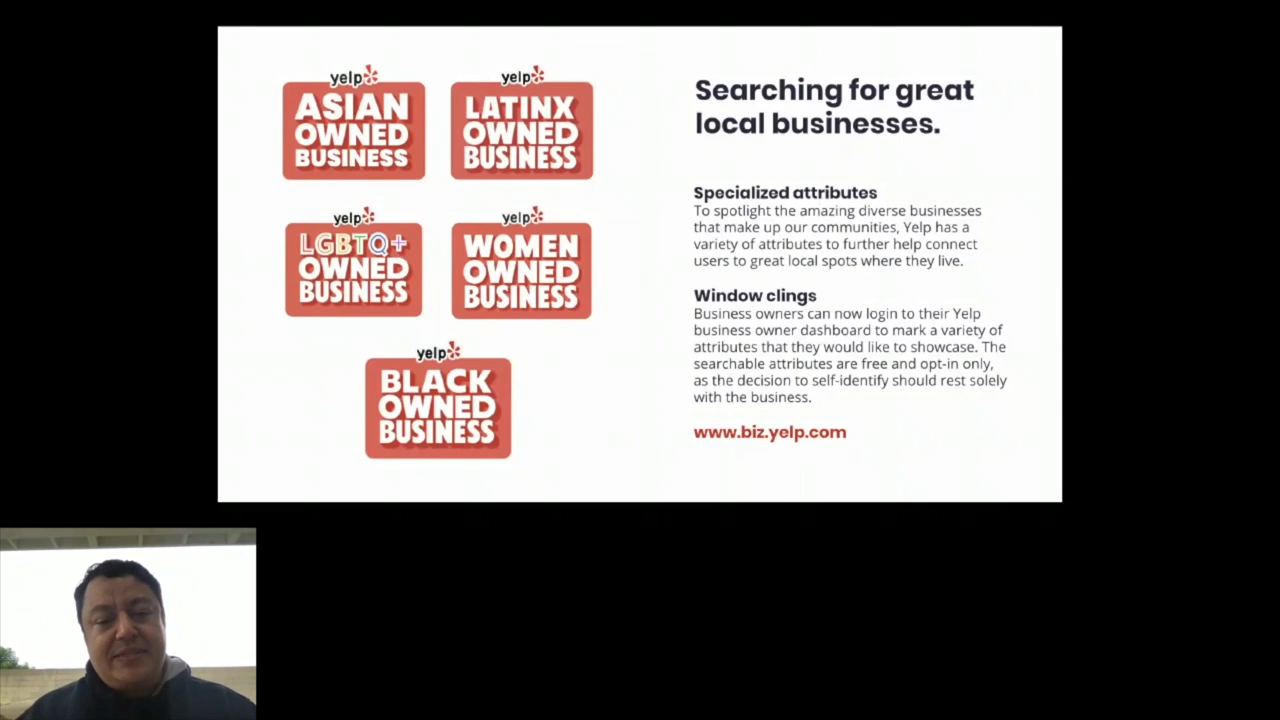 yelp
ASIAN
OWNED
BUSINESS
yelp
LATINX
OWNED
BUSINESS
yelp
LGBTQ+
OWNED
BUSINESS
yelp
WOMEN
OWNED
BUSINESS
yelp
BLACK
OWNED
BUSINESS
Searching for great
local businesses.
Specialized attributes
To spotlight the amazing diverse businesses
that make up our communities, Yelp has a
variety of attributes to further help connect
users to great local spots where they live.
Window clings
Business owners can now login to their Yelp
business owner dashboard to mark a variety of
attributes that they would like to showcase. The
searchable attributes are free and opt-in only,
as the decision to self-identify should rest solely
with the business.
www.biz.yelp.com